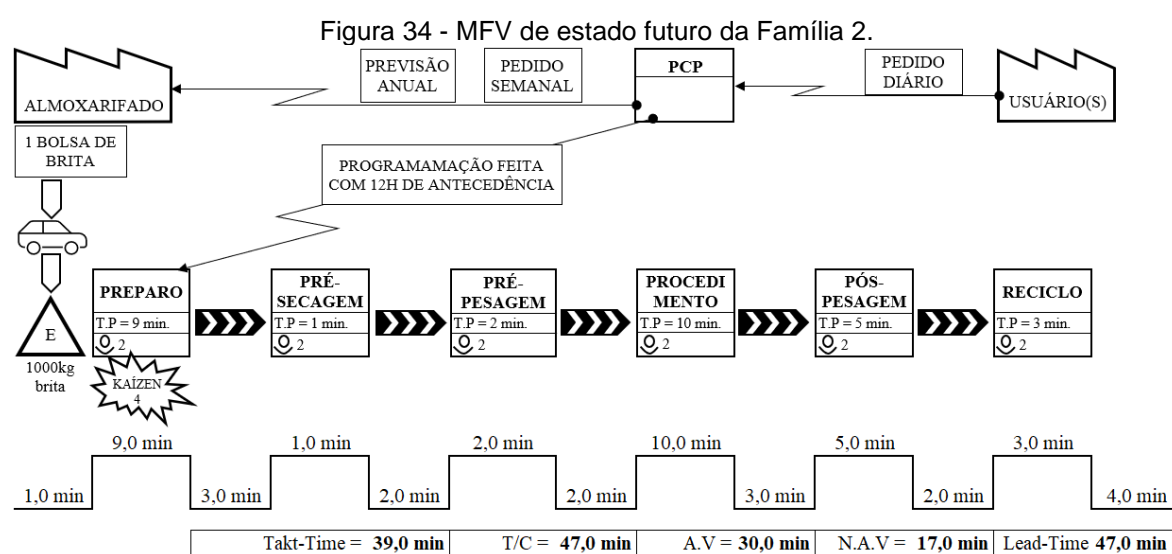 Figura 34 - MFV de estado futuro da Família 2.
ALMOXARIFADO
PREVISÃO
ANUAL
PEDIDO
SEMANAL
PCP
PEDIDO
DIÁRIO
USUÁRIO(S)
1 BOLSA DE
BRITA
PROGRAMAMAÇÃO FEITA
COM 12H DE ANTECEDÊNCIA
E
1000kg
brita
PREPARO
T.P = 9 min.
2
KAÍZEN
4
PRÉ-
SECAGEM
T.P = 1 min.
2
PRÉ-
PESAGEM
T.P = 2 min.
2
PROCEDI
MENTO
T.P = 10 min.
2
PÓS-
PESAGEM
T.P = 5 min.
2
RECICLO
T.P = 3 min.
2
9,0 min 1,0 min 2,0 min 10,0 min 5,0 min 3,0 min
1,0 min 3,0 min 2,0 min 2,0 min 3,0 min 2,0 min 4,0 min
Takt-Time = 39,0 min T/C = 47,0 min A.V = 30,0 min N.A.V = 17,0 min Lead-Time 47,0 min